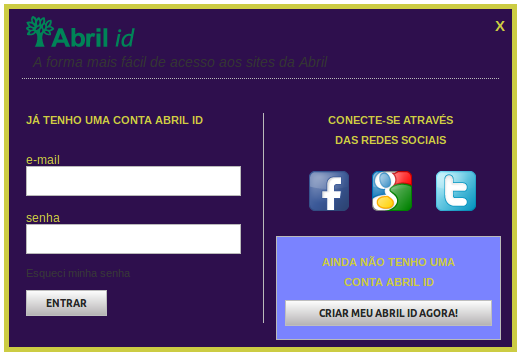 Abril id
X
A forma mais fácil de acesso aos sites da Abril
JÁ TENHO UMA CONTA ABRIL ID
e-mail
senha
Esqueci minha senha
ENTRAR
CONECTE-SE ATRAVÉS
DAS REDES SOCIAIS
f
g
t
AINDA NÃO TENHO UMA
CONTA ABRIL ID
CRIAR MEU ABRIL ID AGORA!